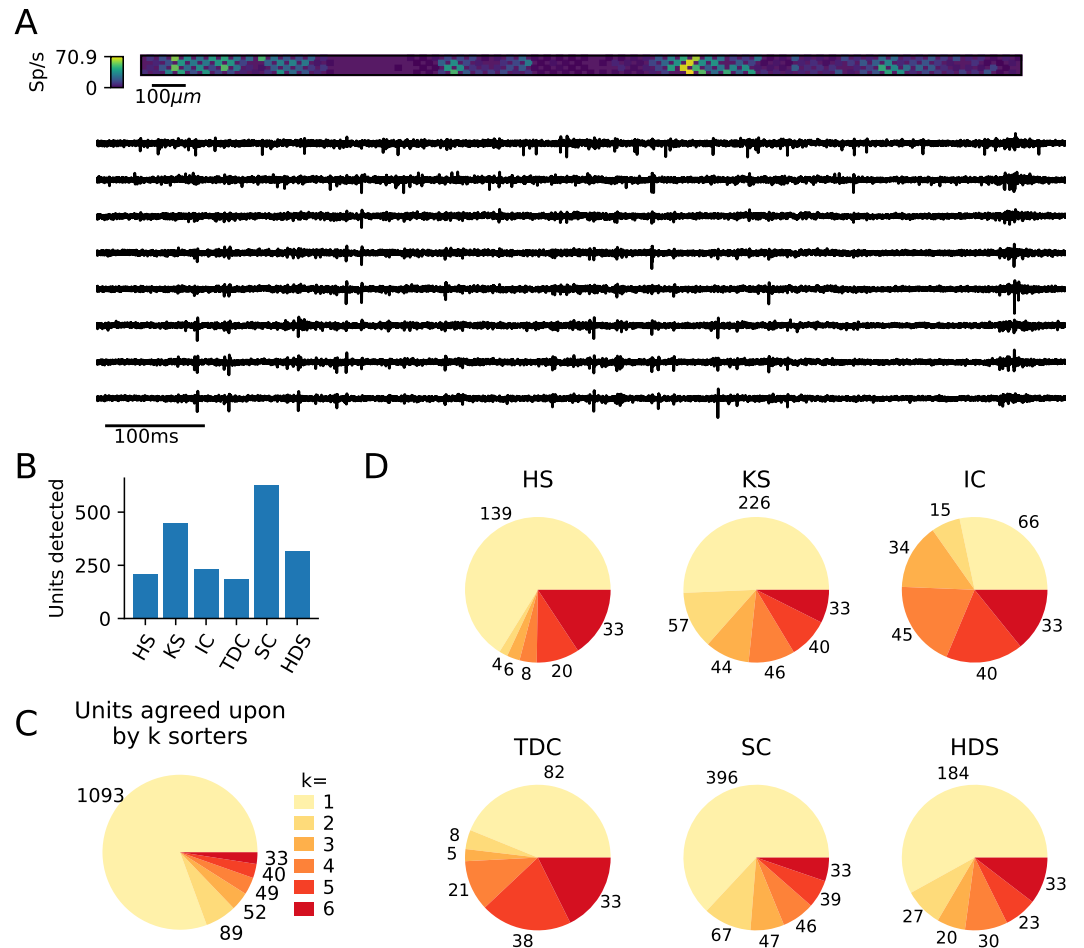 A
Sp/s
70.9
0
100μm
100ms
B
Units detected
500
250
0
HS
KS
IC
TDC
SC
HDS
C
Units agreed upon
by k sorters
1093
33
40
49
52
89
k=
1
2
3
4
5
6
D
HS
139
4
6
8
20
33
KS
226
57
44
46
40
33
IC
66
15
34
45
40
33
TDC
82
8
5
21
38
33
SC
396
67
47
46
39
33
HDS
184
27
20
30
23
33